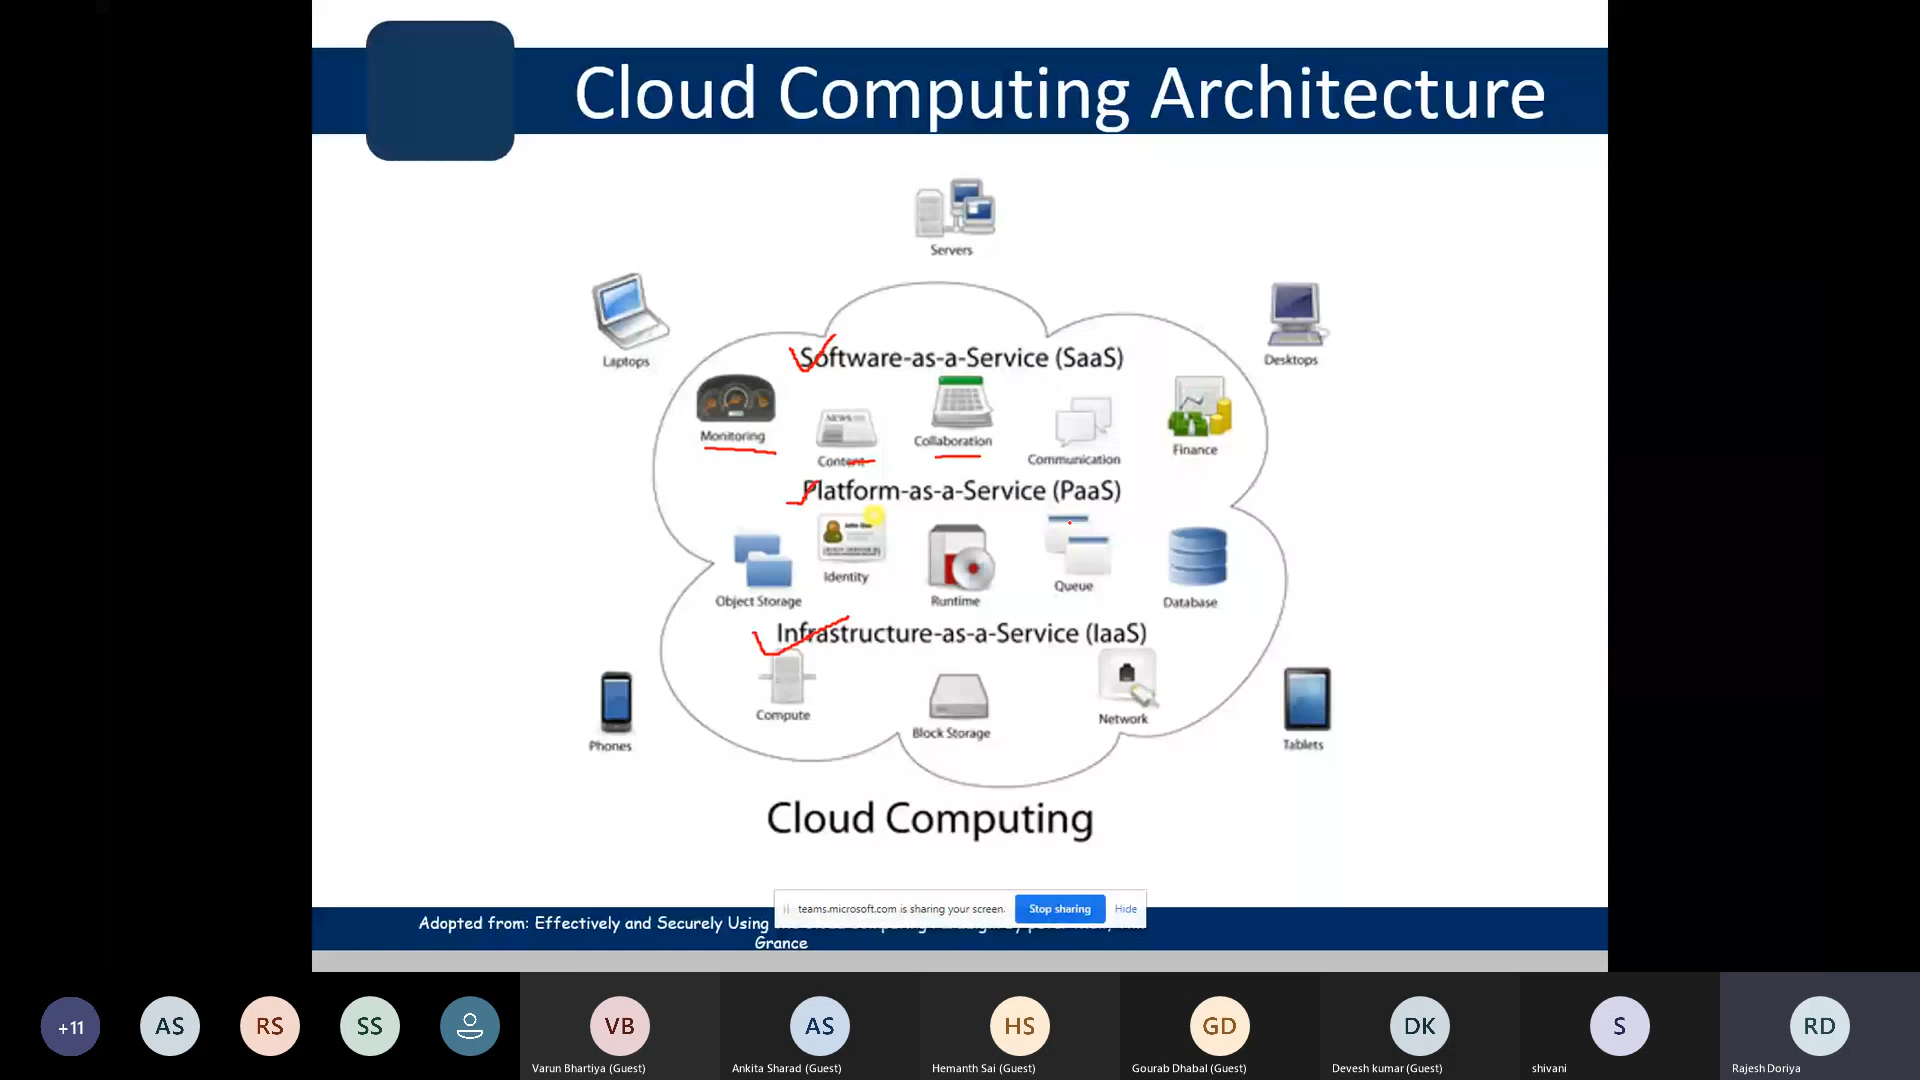 Cloud Computing Architecture
Servers
Laptops
Desktops
Software-as-a-Service (SaaS)
Monitoring
Content
Collaboration
Communication
Finance
Platform-as-a-Service (PaaS)
Object Storage
Identity
Runtime
Queue
Database
Infrastructure-as-a-Service (IaaS)
Compute
Block Storage
Network
Phones
Tablets
Cloud Computing
teams.microsoft.com is sharing your screen.
Stop sharing
Hide
Adopted from: Effectively and Securely Using
Grance
+11
AS
RS
SS
VB
AS
HS
GD
DK
S
RD
Varun Bhartiya (Guest)
Ankita Sharad (Guest)
Hemanth Sai (Guest)
Gourab Dhabal (Guest)
Devesh kumar (Guest)
shivani
Rajesh Doriya